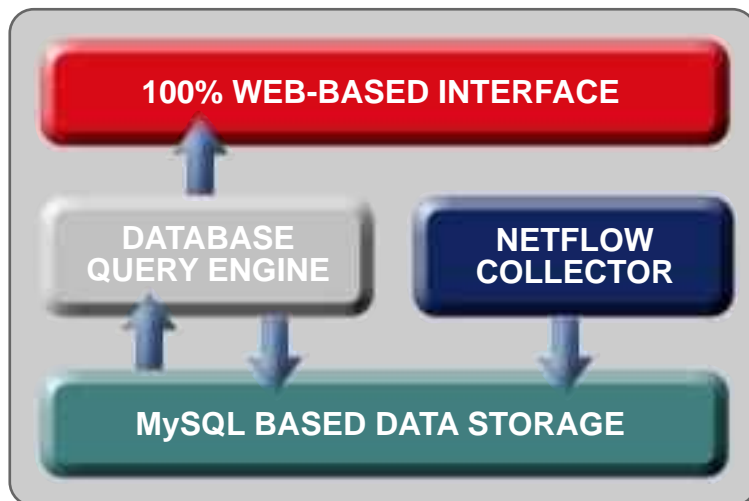 100% WEB-BASED INTERFACE
DATABASE
QUERY ENGINE
NETFLOW
COLLECTOR
MySQL BASED DATA STORAGE